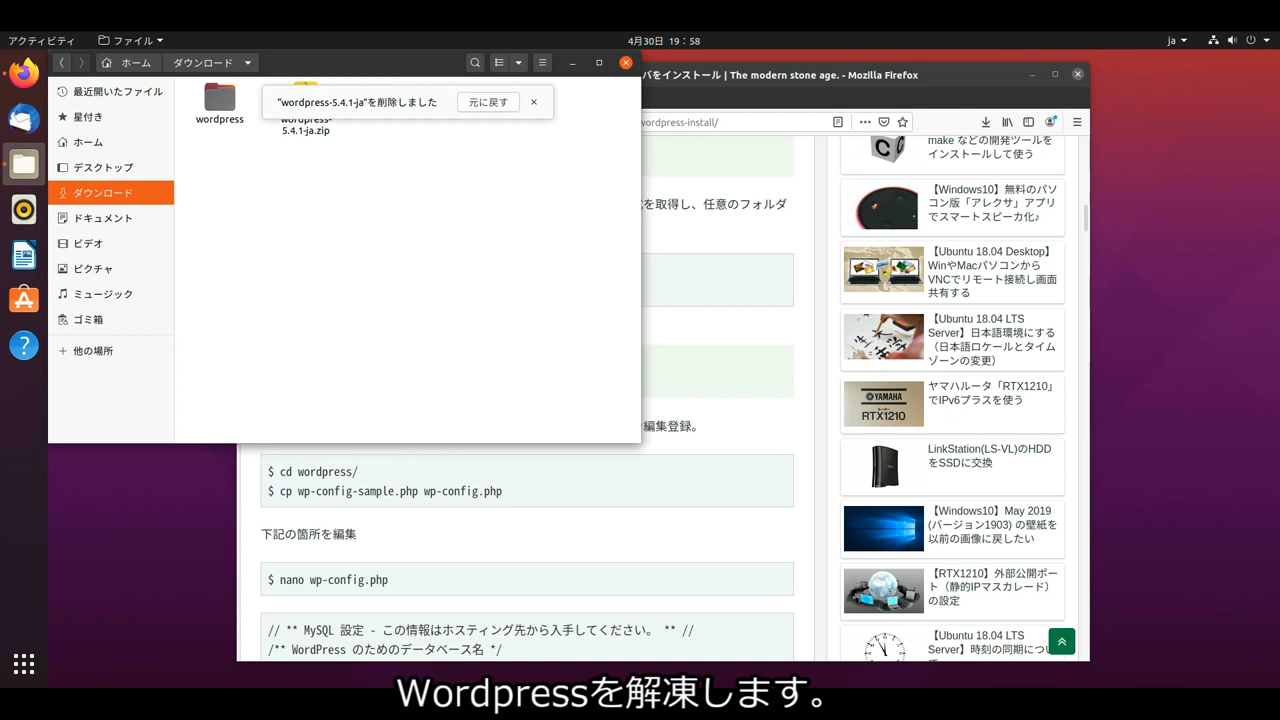 アクティビティ
ファイル
4月30日 19：58
ja
ホーム
ダウンロード
バをインストール | The modern stone age. - Mozilla Firefox
最近開いたファイル
星付き
ホーム
デスクトップ
ダウンロード
ドキュメント
ビデオ
ピクチャ
ミュージック
ゴミ箱
他の場所
wordpress
wordpress-
5.4.1-ja.zip
"wordpress-5.4.1-ja"を削除しました
元に戻す
wordpress-install/
を取得し、任意のフォルダ
編集登録。
$ cd wordpress/
$ cp wp-config-sample.php wp-config.php
下記の箇所を編集
$ nano wp-config.php
// ** MySQL 設定 - この情報はホスティング先から入手してください。 ** //
/** WordPress のためのデータベース名 */
make などの開発ツールを
インストールして使う
【Windows10】無料のパソ
コン版「アレクサ」アプリ
でスマートスピーカ化♪
【Ubuntu 18.04 Desktop】
WinやMacパソコンから
VNCでリモート接続し画面
共有する
【Ubuntu 18.04 LTS
Server】日本語環境にする
（日本語ロケールとタイム
ゾーンの変更）
YAMAHA
RTX1210
ヤマハルータ「RTX1210」
でIPv6プラスを使う
LinkStation(LS-VL)のHDD
をSSDに交換
【Windows10】May 2019
(バージョン1903) の壁紙を
以前の画像に戻したい
【RTX1210】外部公開ポー
ト（静的IPマスカレード）
の設定
【Ubuntu 18.04 LTS
Server】時刻の同期につい
Wordpressを解凍します。